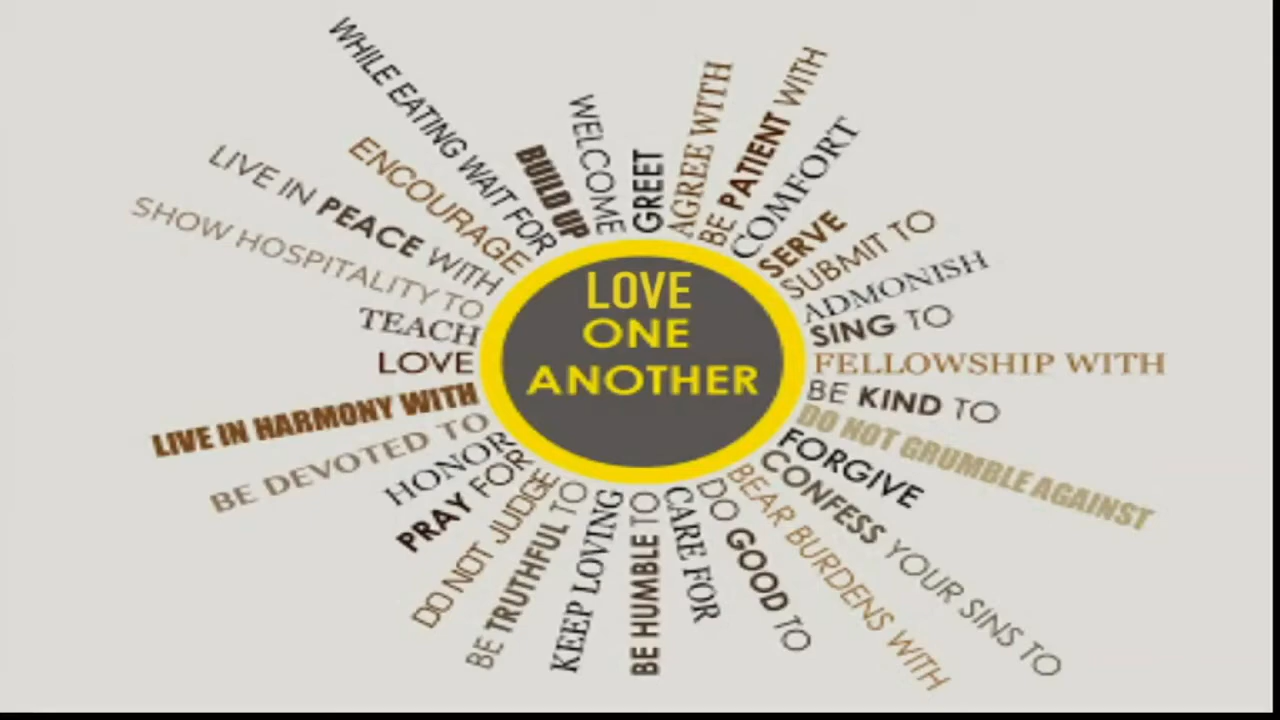 LOVE
ONE
ANOTHER
GREET
AGREE WITH
BE PATIENT WITH
COMFORT
SERVE
SUBMIT TO
ADMONISH
SING TO
FELLOWSHIP WITH
BE KIND TO
DO NOT GRUMBLE AGAINST
FORGIVE
CONFESS YOUR SINS TO
BEAR BURDENS WITH
DO GOOD TO
CARE FOR
BE HUMBLE TO
KEEP LOVING
BE TRUTHFUL TO
DO NOT JUDGE
PRAY FOR
HONOR
BE DEVOTED TO
LIVE IN HARMONY WITH
LOVE
TEACH
SHOW HOSPITALITY TO
LIVE IN PEACE WITH
ENCOURAGE
WHILE EATING WAIT FOR
BUILD UP
WELCOME